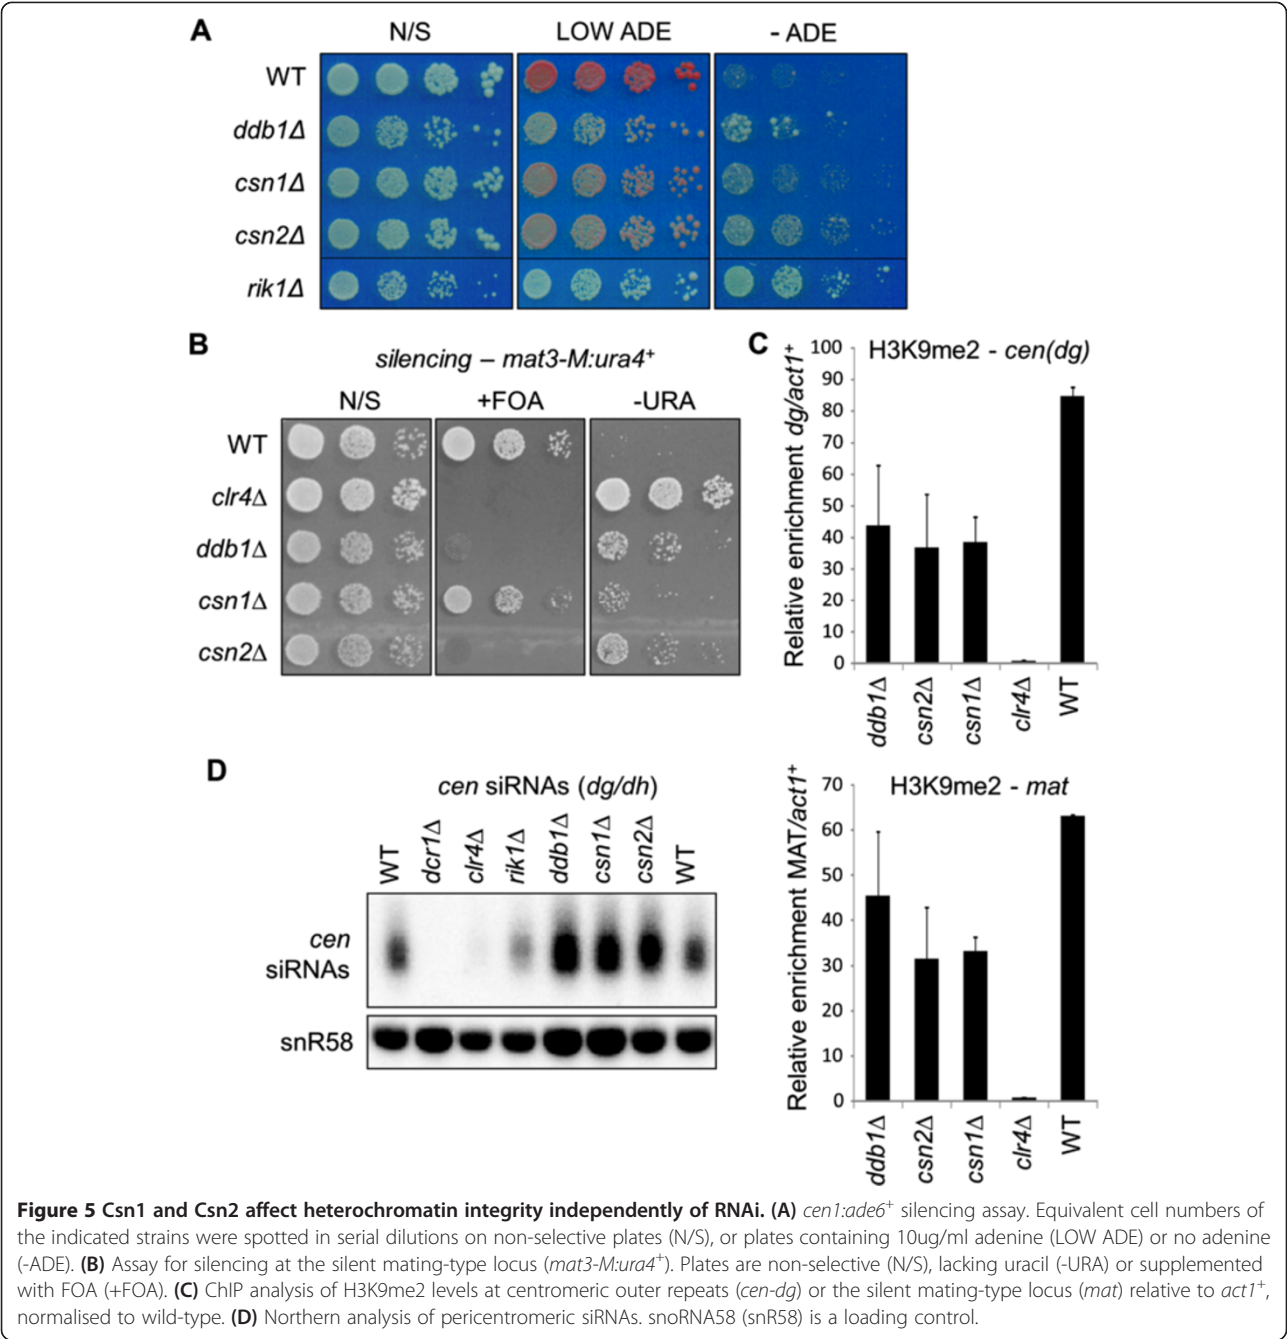 A
N/S LOW ADE - ADE
WT
ddb1Δ
csn1Δ
csn2Δ
rik1Δ
B
silencing – mat3-M:ura4+
N/S +FOA -URA
WT
clr4Δ
ddb1Δ
csn1Δ
csn2Δ
C
H3K9me2 - cen(dg)
Relative enrichment dg/act1+
100
90
80
70
60
50
40
30
20
10
0
ddb1Δ csn2Δ csn1Δ clr4Δ WT
D
cen siRNAs (dg/dh)
WT dcr1Δ clr4Δ rik1Δ ddb1Δ csn1Δ csn2Δ WT
cen
siRNAs
snR58
H3K9me2 - mat
Relative enrichment MAT/act1+
70
60
50
40
30
20
10
0
ddb1Δ csn2Δ csn1Δ clr4Δ WT
Figure 5 Csn1 and Csn2 affect heterochromatin integrity independently of RNAi. (A) cen1:ade6+ silencing assay. Equivalent cell numbers of
the indicated strains were spotted in serial dilutions on non-selective plates (N/S), or plates containing 10ug/ml adenine (LOW ADE) or no adenine
(-ADE). (B) Assay for silencing at the silent mating-type locus (mat3-M:ura4+). Plates are non-selective (N/S), lacking uracil (-URA) or supplemented
with FOA (+FOA). (C) ChIP analysis of H3K9me2 levels at centromeric outer repeats (cen-dg) or the silent mating-type locus (mat) relative to act1+,
normalised to wild-type. (D) Northern analysis of pericentromeric siRNAs. snoRNA58 (snR58) is a loading control.